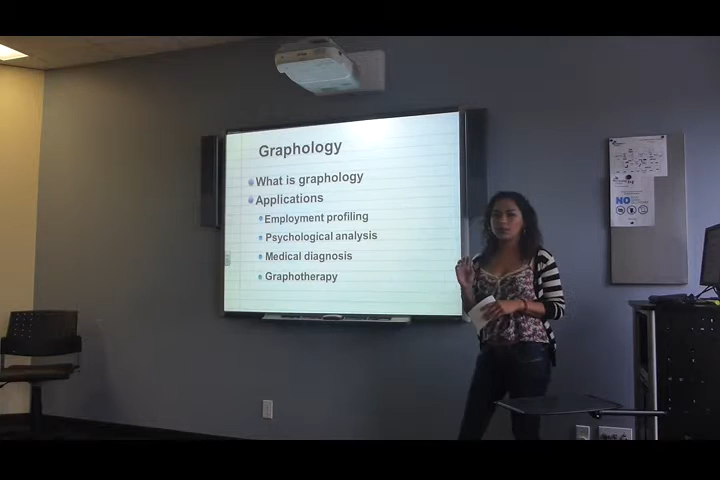 Graphology
What is graphology
Applications
Employment profiling
Psychological analysis
Medical diagnosis
Graphotherapy
NO